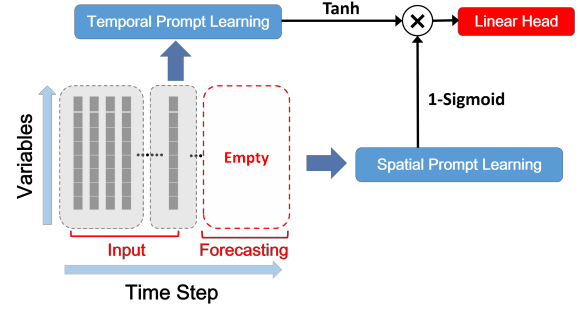 Temporal Prompt Learning
Tanh
Linear Head
1-Sigmoid
Variables
Empty
Spatial Prompt Learning
Input
Forecasting
Time Step